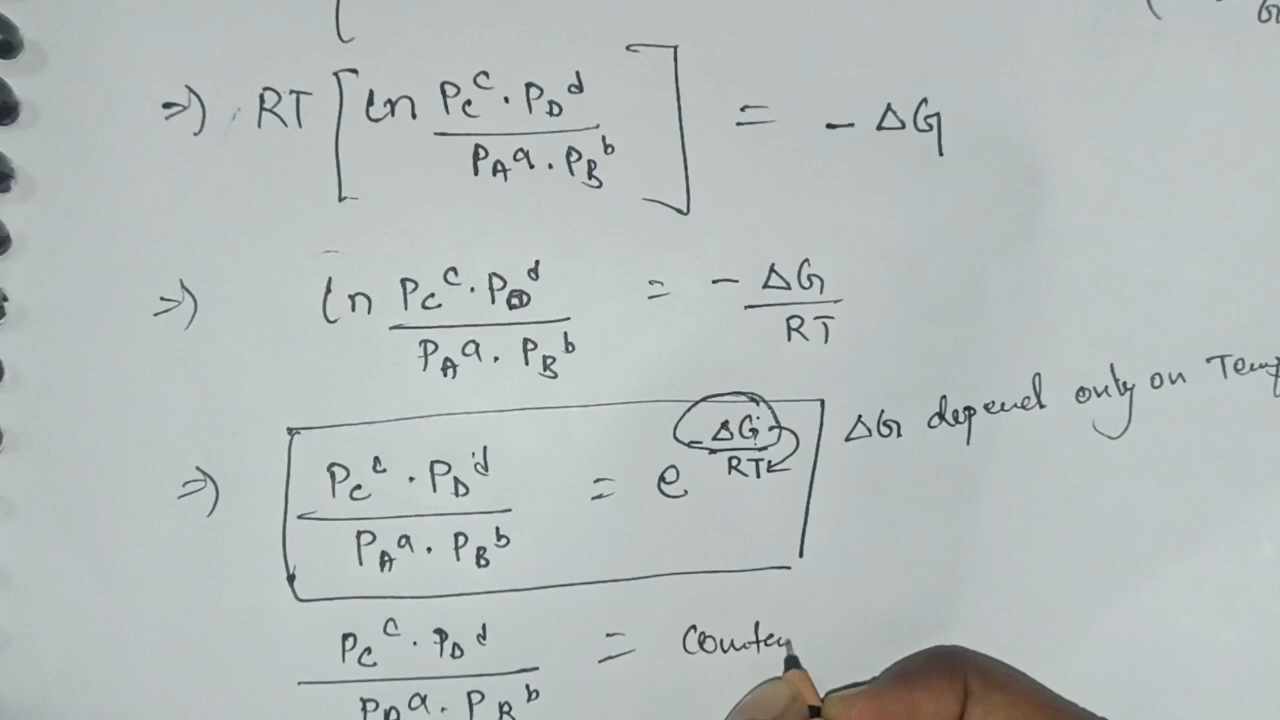 => RT [ ln PC^c . PD^d / PA^a . PB^b ] = - ΔG
=> ln PC^c . PD^d / PA^a . PB^b = - ΔG / RT
=> PC^c . PD^d / PA^a . PB^b = e^- ΔG / RT ΔG depend only on Temp
PC^c . PD^d / PA^a . PB^b =